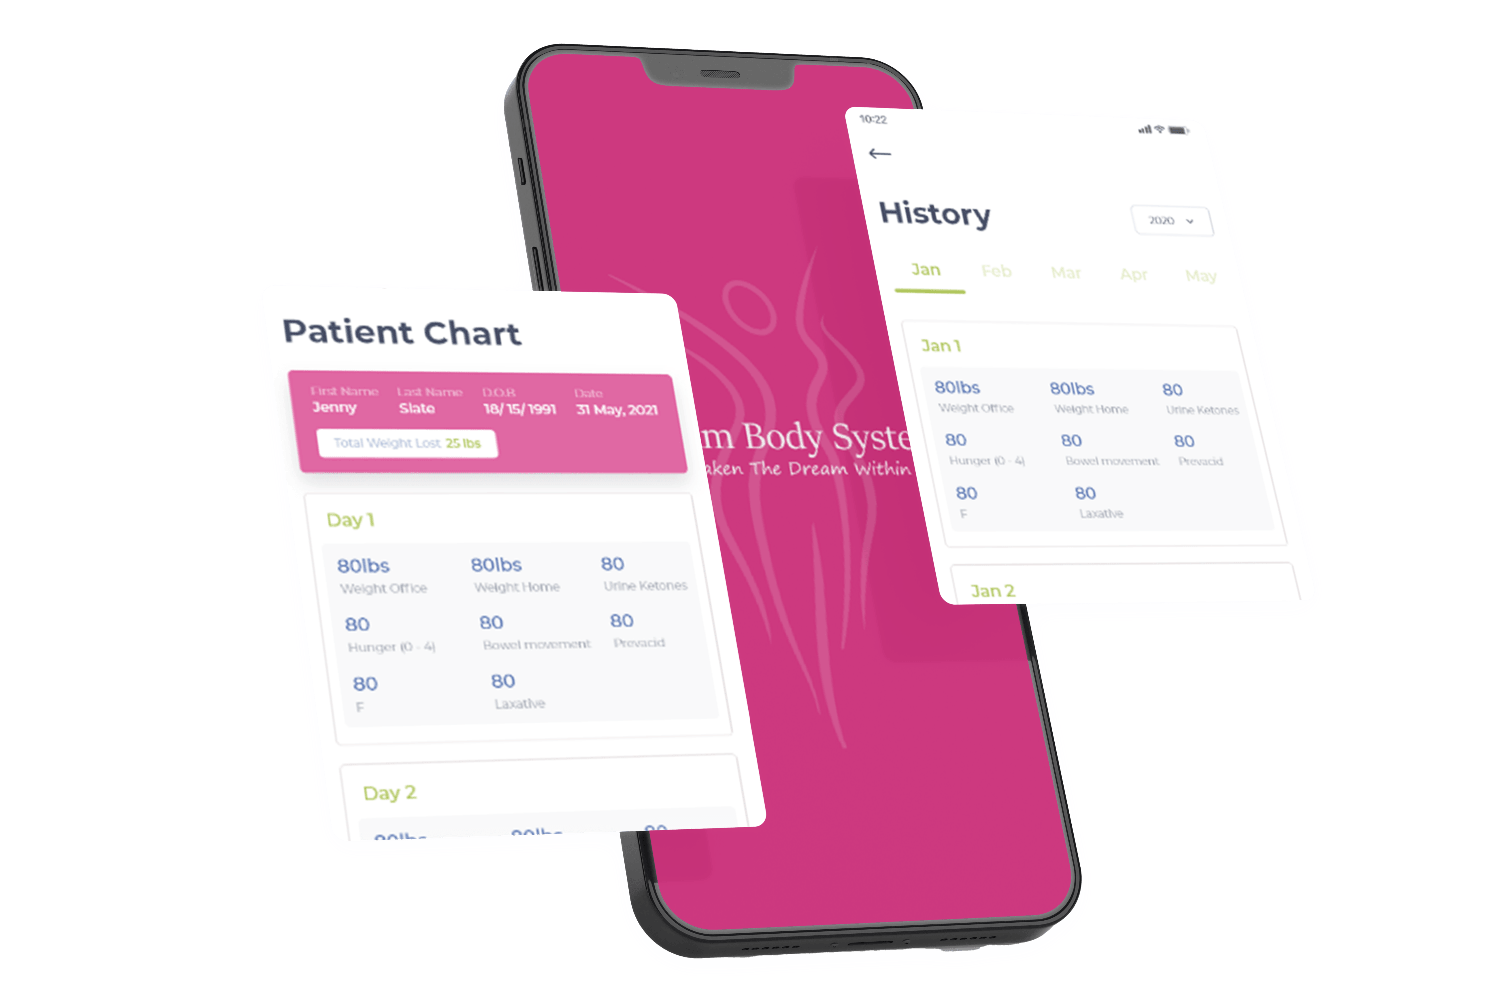 Patient Chart
First Name Last Name D.O.B Date
Jenny Slate 18/ 15/ 1991 31 May, 2021
Total Weight Lost 25 lbs
Day 1
80lbs 80lbs 80
Weight Office Weight Home Urine Ketones
80 80 80
Hunger (0 - 4) Bowel movement Prevacid
80 80
F Laxative
Day 2
80lbs 80lbs 80
m Body Syste
aken The Dream Within
10:22
History
2020
Jan Feb Mar Apr May
Jan 1
80lbs 80lbs 80
Weight Office Weight Home Urine Ketones
80 80 80
Hunger (0 - 4) Bowel movement Prevacid
80 80
F Laxative
Jan 2